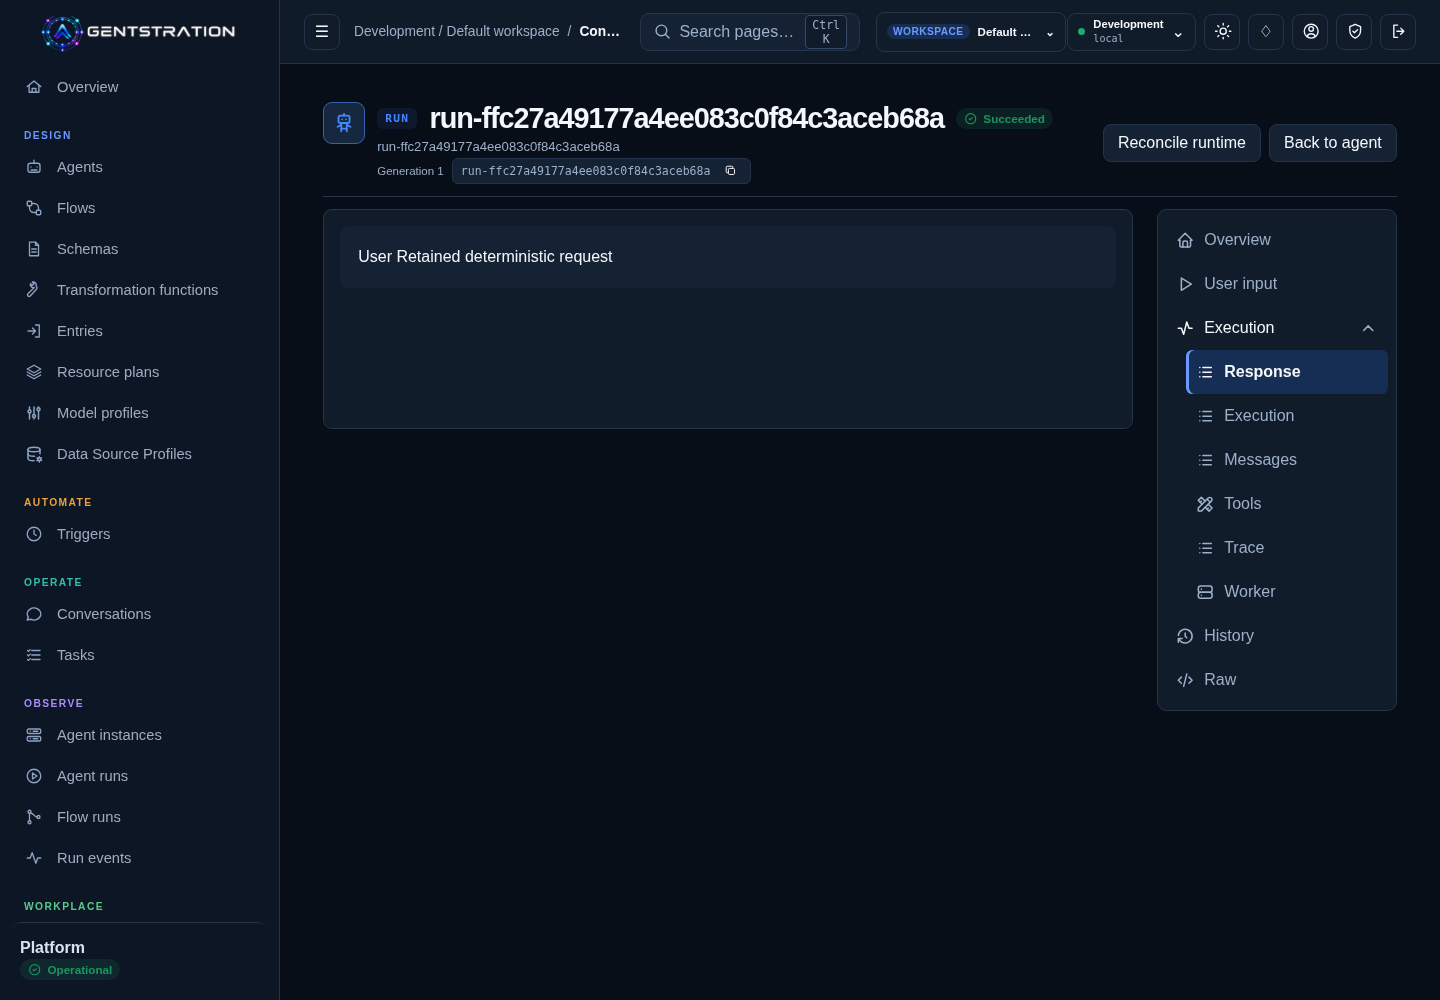 GENTSTRATION
Overview
DESIGN
Agents
Flows
Schemas
Transformation functions
Entries
Resource plans
Model profiles
Data Source Profiles
AUTOMATE
Triggers
OPERATE
Conversations
Tasks
OBSERVE
Agent instances
Agent runs
Flow runs
Run events
WORKPLACE
Platform
Operational
Development / Default workspace / Con...
Search pages...
Ctrl
K
WORKSPACE Default ...
Development
local
RUN run-ffc27a49177a4ee083c0f84c3aceb68a Succeeded
run-ffc27a49177a4ee083c0f84c3aceb68a
Generation 1 run-ffc27a49177a4ee083c0f84c3aceb68a
Reconcile runtime
Back to agent
User Retained deterministic request
Overview
User input
Execution
Response
Execution
Messages
Tools
Trace
Worker
History
Raw